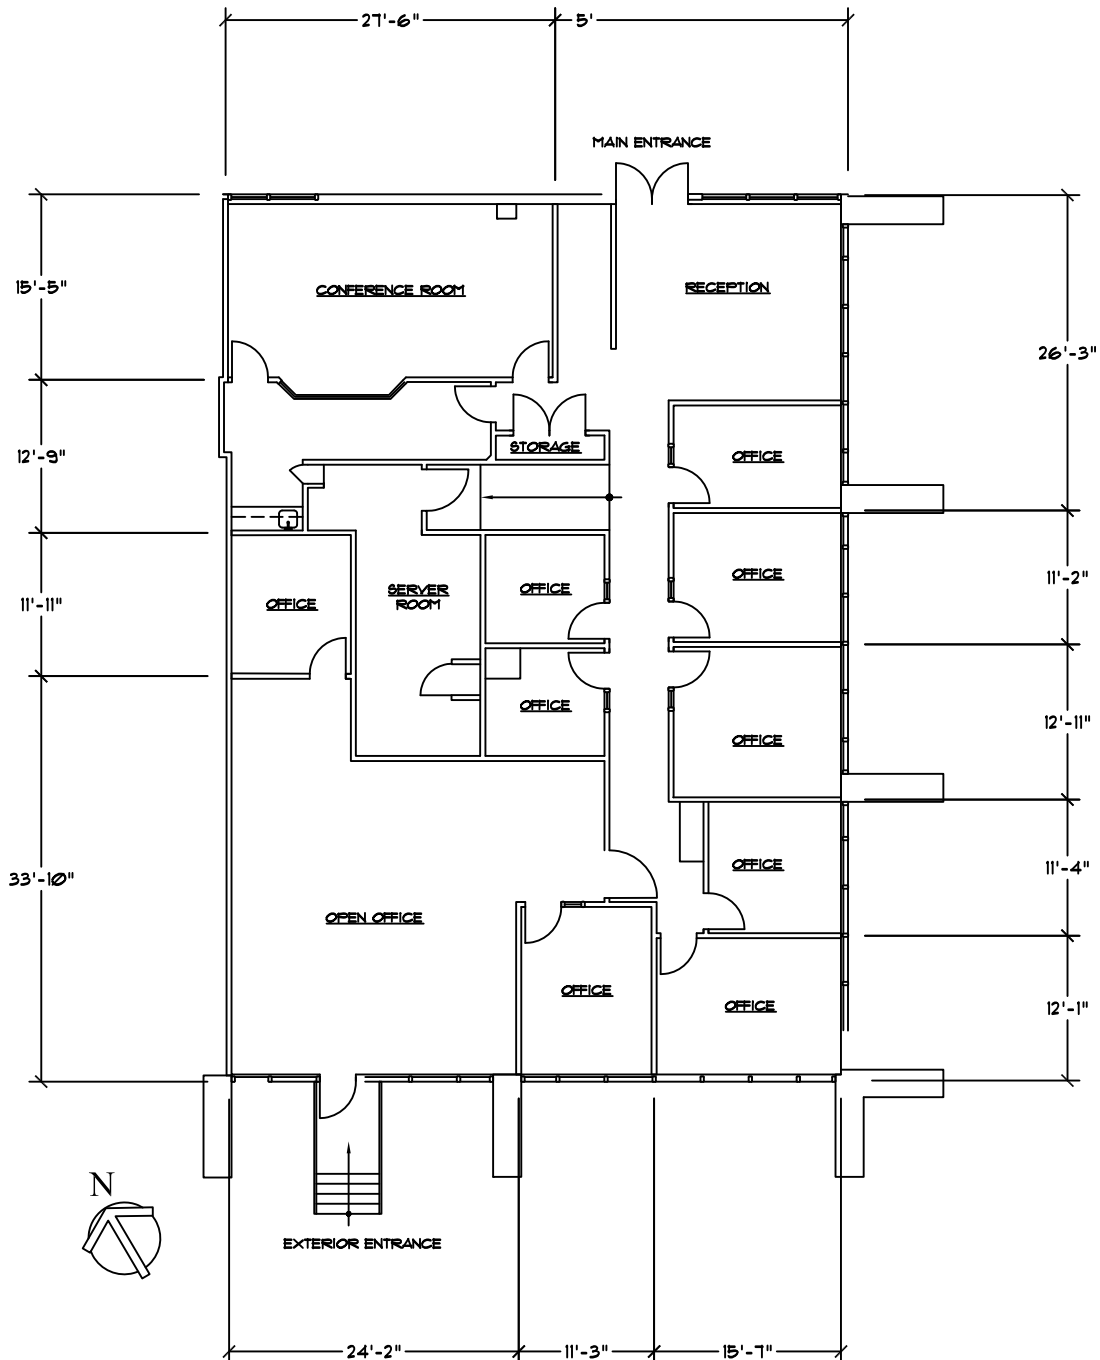 27'-6"
5'
MAIN ENTRANCE
15'-5"
CONFERENCE ROOM
RECEPTION
26'-3"
12'-9"
STORAGE
OFFICE
11'-11"
OFFICE
SERVER
ROOM
OFFICE
OFFICE
11'-2"
OFFICE
OFFICE
12'-11"
33'-10"
OFFICE
11'-4"
OPEN OFFICE
OFFICE
OFFICE
12'-1"
N
EXTERIOR ENTRANCE
24'-2"
11'-3"
15'-7"